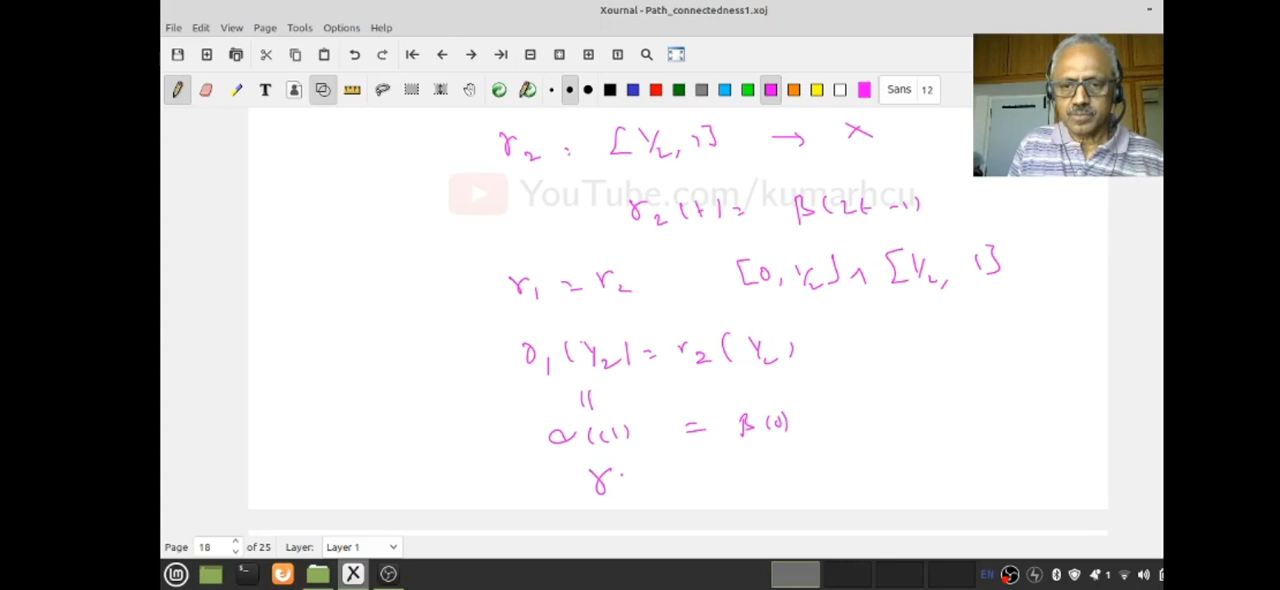 Xournal - Path_connectedness1.xoj
File Edit View Page Tools Options Help
Sans 12
γ₂ : [1/2, 1] → X
YouTube.com/kumarhcu
γ₂(t) = β(2t-1)
γ₁ = γ₂ [0, 1/2] ∩ [1/2, 1]
γ₁(1/2) = γ₂(1/2)
||
α(1) = β(0)
γ
Page 18 of 25 Layer: Layer 1
EN 1